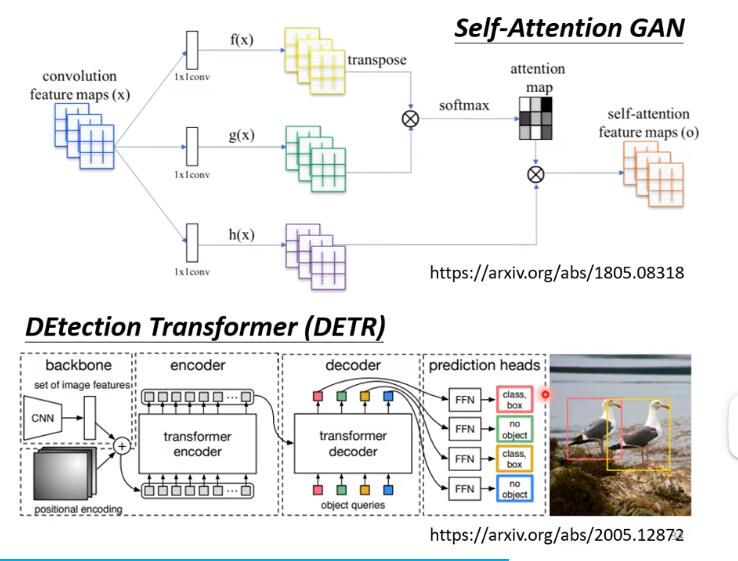 Self-Attention GAN
f(x)
transpose
1x1conv
convolution
feature maps (x)
attention
map
softmax
self-attention
feature maps (o)
g(x)
1x1conv
h(x)
1x1conv
https://arxiv.org/abs/1805.08318
DEtection Transformer (DETR)
backbone
set of image features
CNN
+
positional encoding
encoder
...
transformer
encoder
...
decoder
transformer
decoder
object queries
prediction heads
FFN
class,
box
FFN
no
object
FFN
class,
box
FFN
no
object
https://arxiv.org/abs/2005.12872